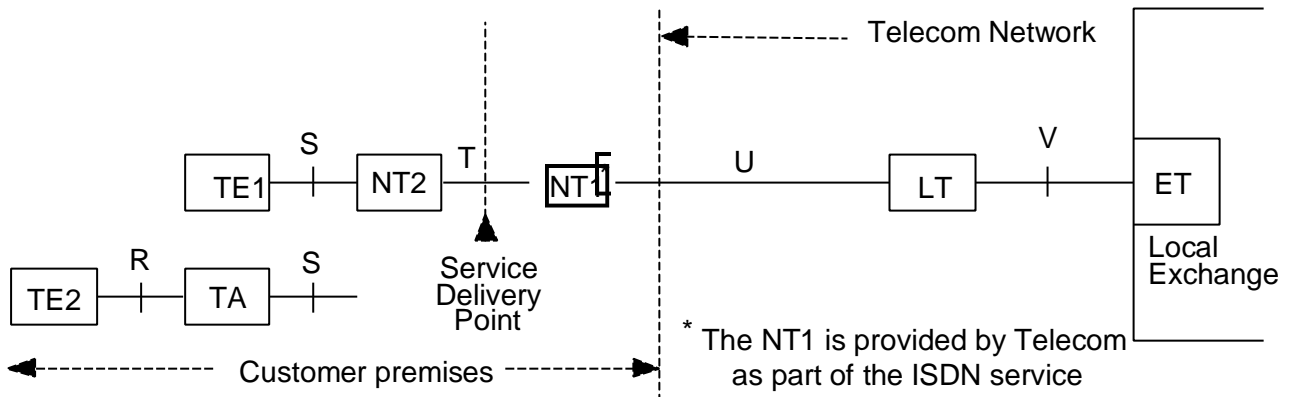 Telecom Network
S
T
U
V
TE1
NT2
NT1
LT
ET
R
S
TE2
TA
Service
Delivery
Point
Local
Exchange
* The NT1 is provided by Telecom
as part of the ISDN service
Customer premises